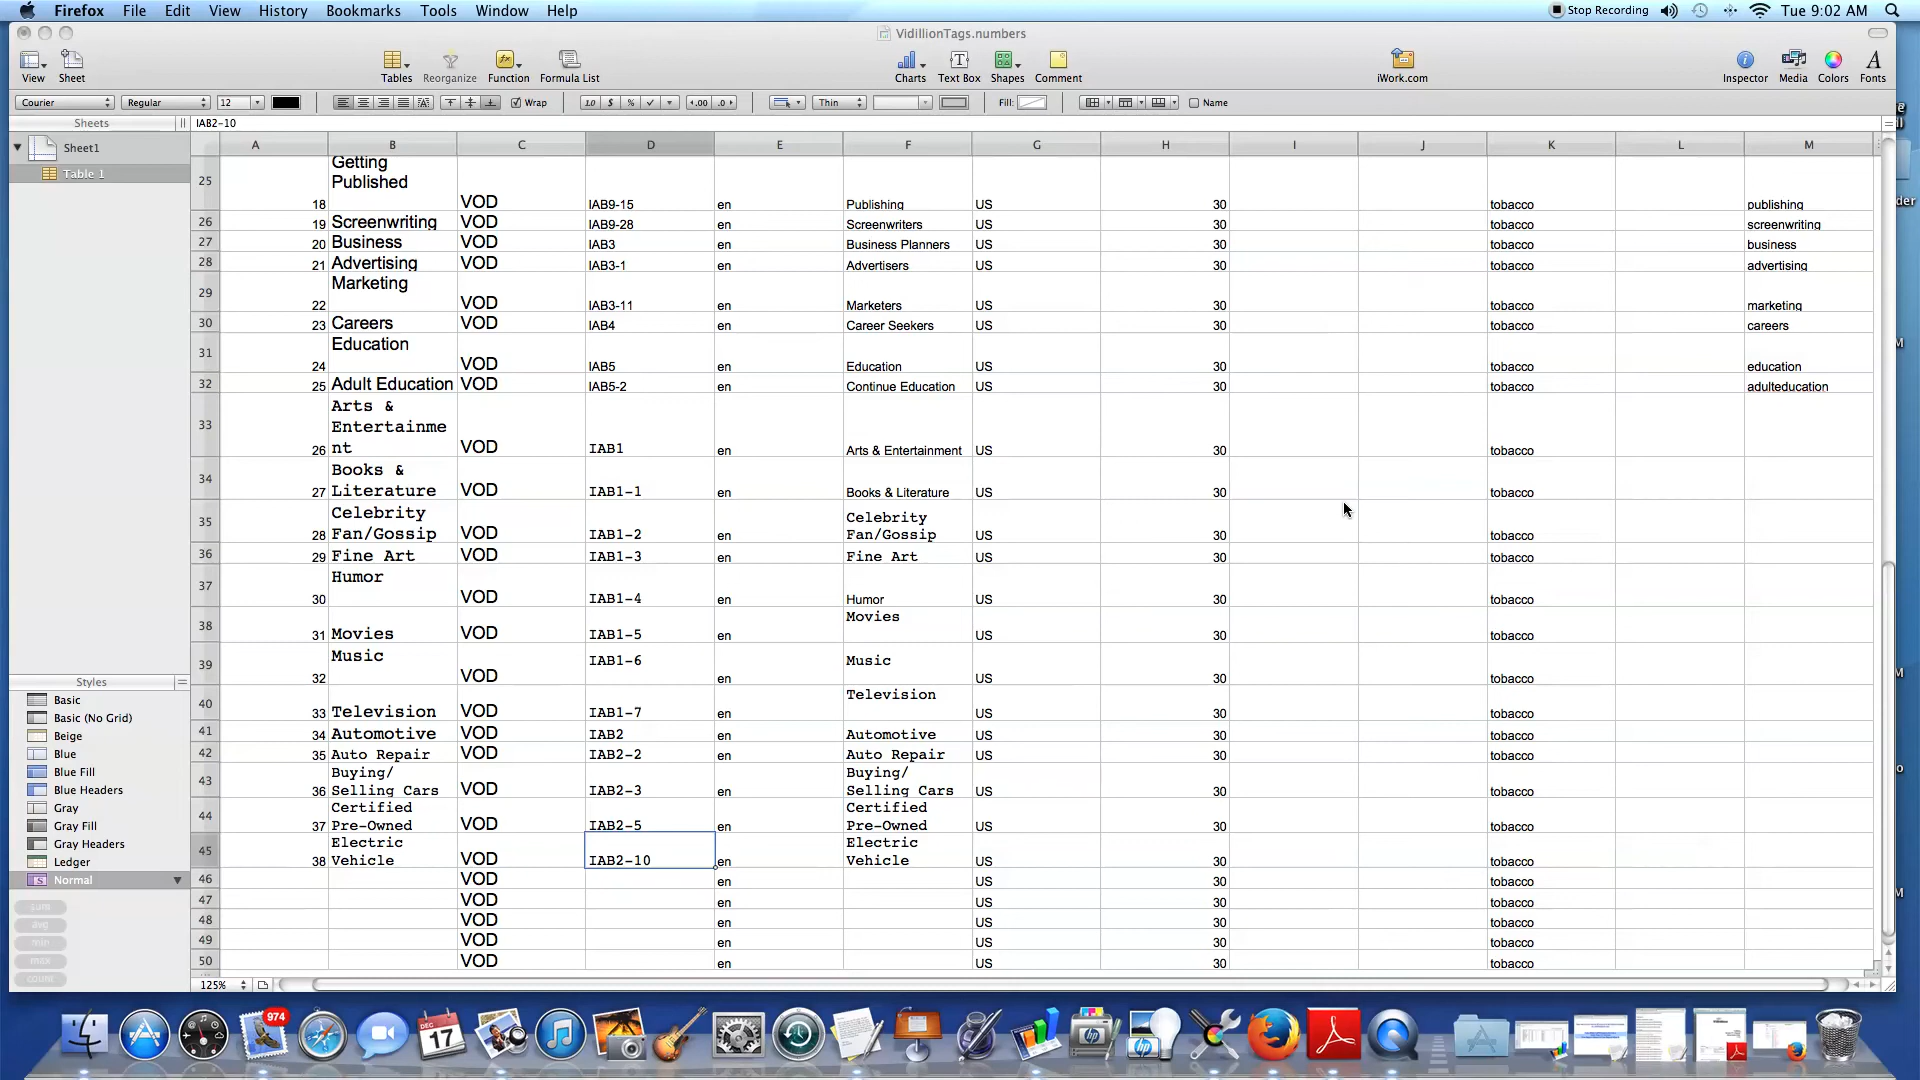 Firefox File Edit View History Bookmarks Tools Window Help Stop Recording Tue 9:02 AM
VidillionTags.numbers
View Sheet Tables Reorganize Function Formula List Charts Text Box Shapes Comment iWork.com Inspector Media Colors Fonts
Courier Regular 12 Wrap 1.0 $ % Thin Fill: Name
Sheets IAB2-10
A B C D E F G H I J K L M
Sheet1
Table 1
25 18 Getting Published VOD IAB9-15 en Publishing US 30 tobacco publishing
26 19 Screenwriting VOD IAB9-28 en Screenwriters US 30 tobacco screenwriting
27 20 Business VOD IAB3 en Business Planners US 30 tobacco business
28 21 Advertising VOD IAB3-1 en Advertisers US 30 tobacco advertising
29 22 Marketing VOD IAB3-11 en Marketers US 30 tobacco marketing
30 23 Careers VOD IAB4 en Career Seekers US 30 tobacco careers
31 24 Education VOD IAB5 en Education US 30 tobacco education
32 25 Adult Education VOD IAB5-2 en Continue Education US 30 tobacco adulteducation
33 26 Arts & Entertainment VOD IAB1 en Arts & Entertainment US 30 tobacco
34 27 Books & Literature VOD IAB1-1 en Books & Literature US 30 tobacco
35 28 Celebrity Fan/Gossip VOD IAB1-2 en Celebrity Fan/Gossip US 30 tobacco
36 29 Fine Art VOD IAB1-3 en Fine Art US 30 tobacco
37 30 Humor VOD IAB1-4 en Humor US 30 tobacco
38 31 Movies VOD IAB1-5 en Movies US 30 tobacco
39 32 Music VOD IAB1-6 en Music US 30 tobacco
40 33 Television VOD IAB1-7 en Television US 30 tobacco
41 34 Automotive VOD IAB2 en Automotive US 30 tobacco
42 35 Auto Repair VOD IAB2-2 en Auto Repair US 30 tobacco
43 36 Buying/ Selling Cars VOD IAB2-3 en Buying/ Selling Cars US 30 tobacco
44 37 Certified Pre-Owned VOD IAB2-5 en Certified Pre-Owned US 30 tobacco
45 38 Electric Vehicle VOD IAB2-10 en Electric Vehicle US 30 tobacco
46 VOD en US 30 tobacco
47 VOD en US 30 tobacco
48 VOD en US 30 tobacco
49 VOD en US 30 tobacco
50 VOD en US 30 tobacco
Styles
Basic
Basic (No Grid)
Beige
Blue
Blue Fill
Blue Headers
Gray
Gray Fill
Gray Headers
Ledger
Normal
sum
avg
min
max
count
125%
974
DEC
17